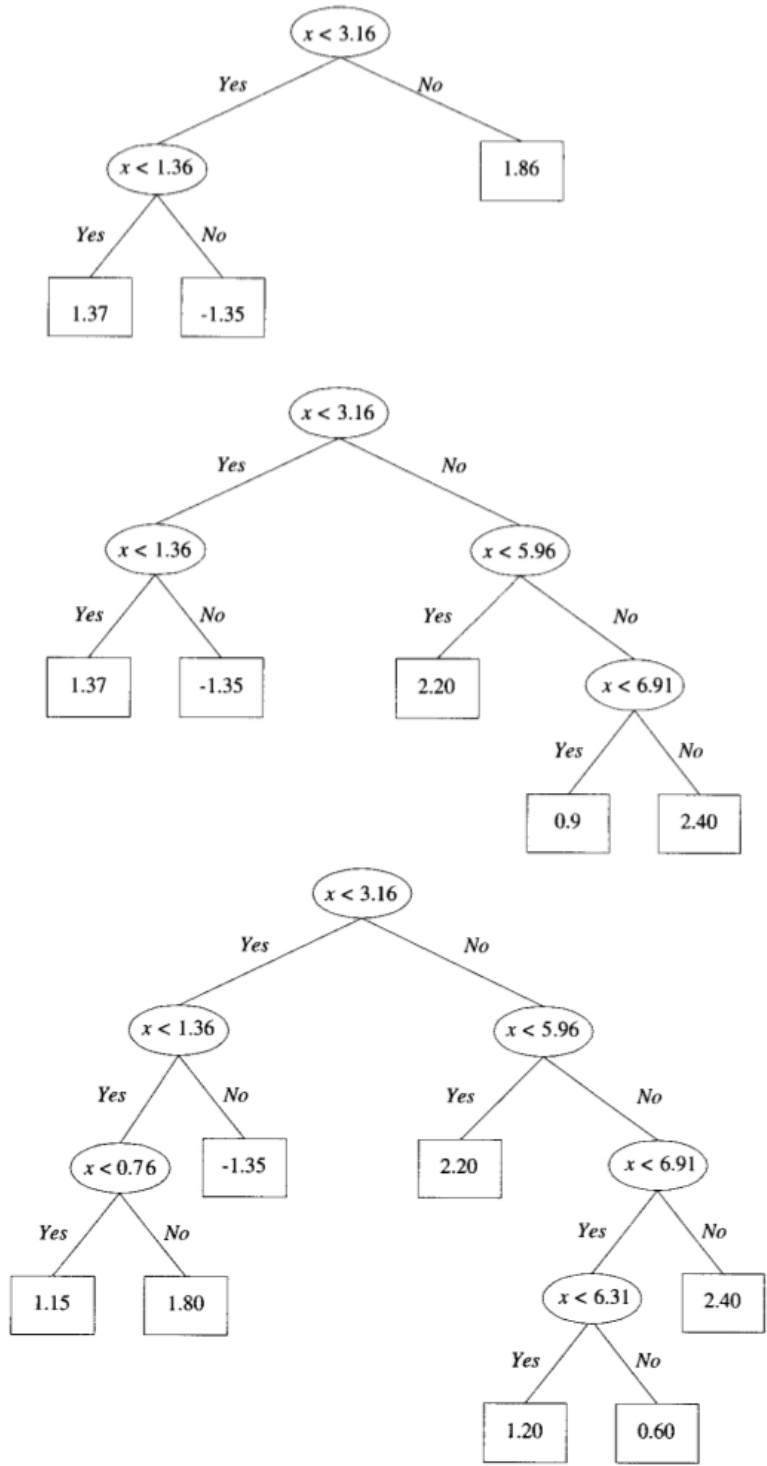 x < 3.16
Yes No
x < 1.36 1.86
Yes No
1.37 -1.35
x < 3.16
Yes No
x < 1.36 x < 5.96
Yes No Yes No
1.37 -1.35 2.20 x < 6.91
Yes No
0.9 2.40
x < 3.16
Yes No
x < 1.36 x < 5.96
Yes No Yes No
x < 0.76 -1.35 2.20 x < 6.91
Yes No Yes No
1.15 1.80 x < 6.31 2.40
Yes No
1.20 0.60